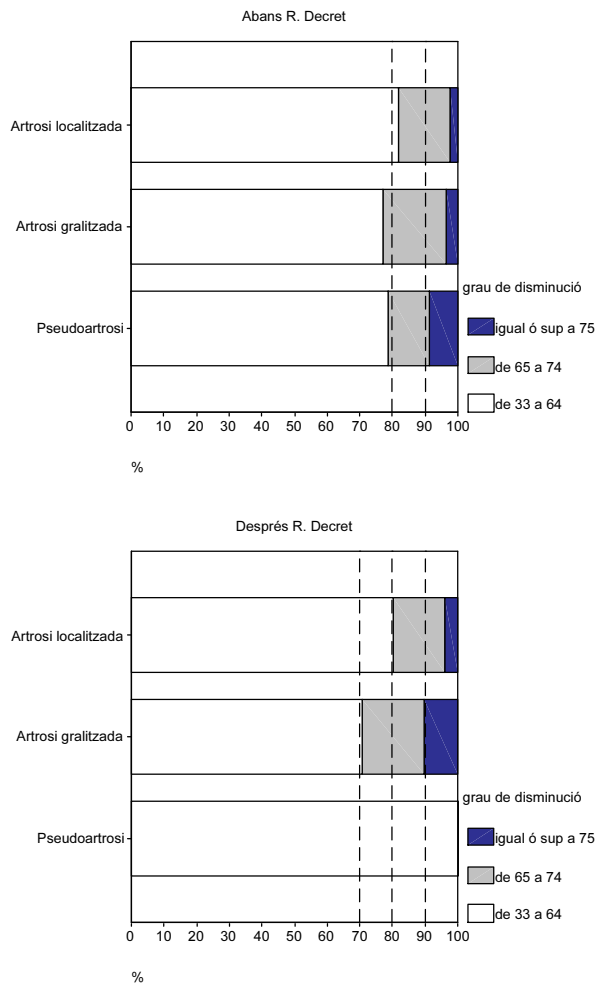 Abans R. Decret
Artrosi localitzada
Artrosi gralitzada
Pseudoartrosi
grau de disminució
igual ó sup a 75
de 65 a 74
de 33 a 64
0 10 20 30 40 50 60 70 80 90 100
%
Després R. Decret
Artrosi localitzada
Artrosi gralitzada
Pseudoartrosi
grau de disminució
igual ó sup a 75
de 65 a 74
de 33 a 64
0 10 20 30 40 50 60 70 80 90 100
%